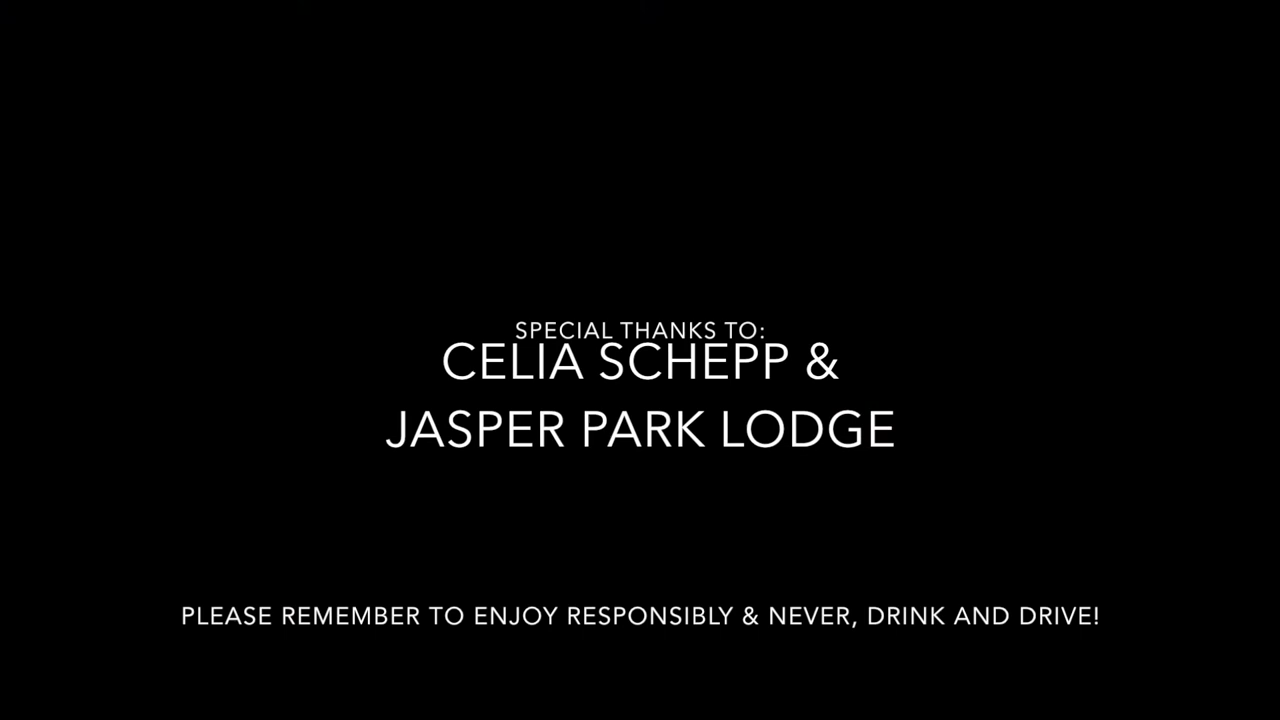 SPECIAL THANKS TO:
CELIA SCHEPP &
JASPER PARK LODGE
PLEASE REMEMBER TO ENJOY RESPONSIBLY & NEVER, DRINK AND DRIVE!